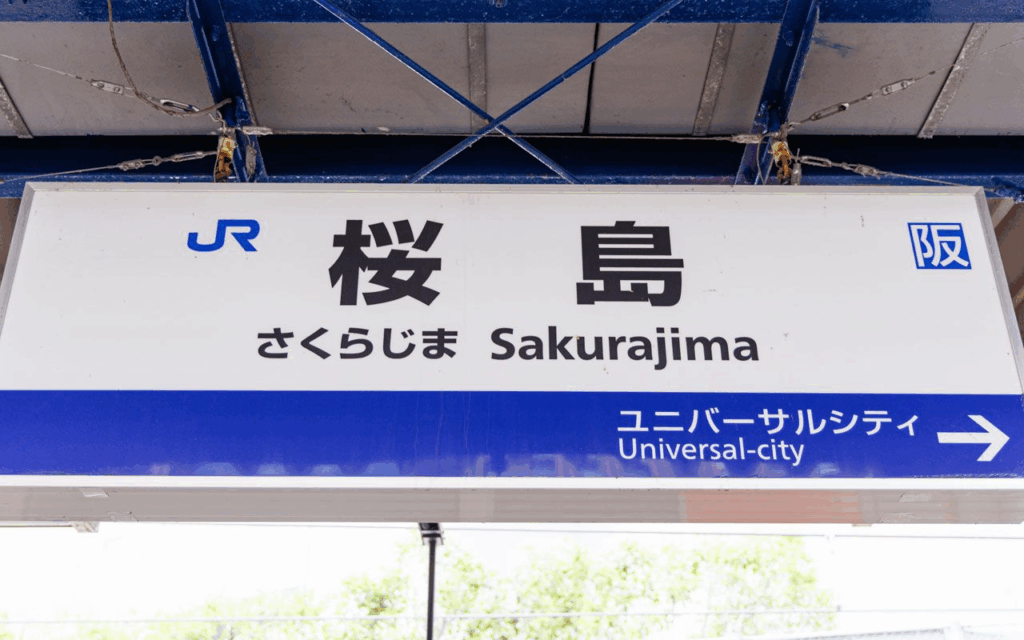 JR 桜島 阪
さくらじま Sakurajima
ユニバーサルシティ
Universal-city →